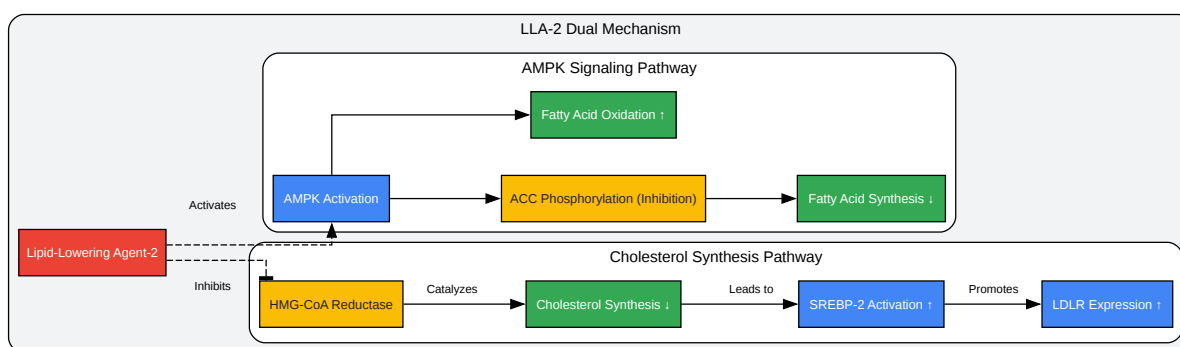 LLA-2 Dual Mechanism
AMPK Signaling Pathway
Fatty Acid Oxidation ↑
AMPK Activation
ACC Phosphorylation (Inhibition)
Fatty Acid Synthesis ↓
Activates
Lipid-Lowering Agent-2
Inhibits
Cholesterol Synthesis Pathway
HMG-CoA Reductase
Catalyzes
Cholesterol Synthesis ↓
Leads to
SREBP-2 Activation ↑
Promotes
LDLR Expression ↑